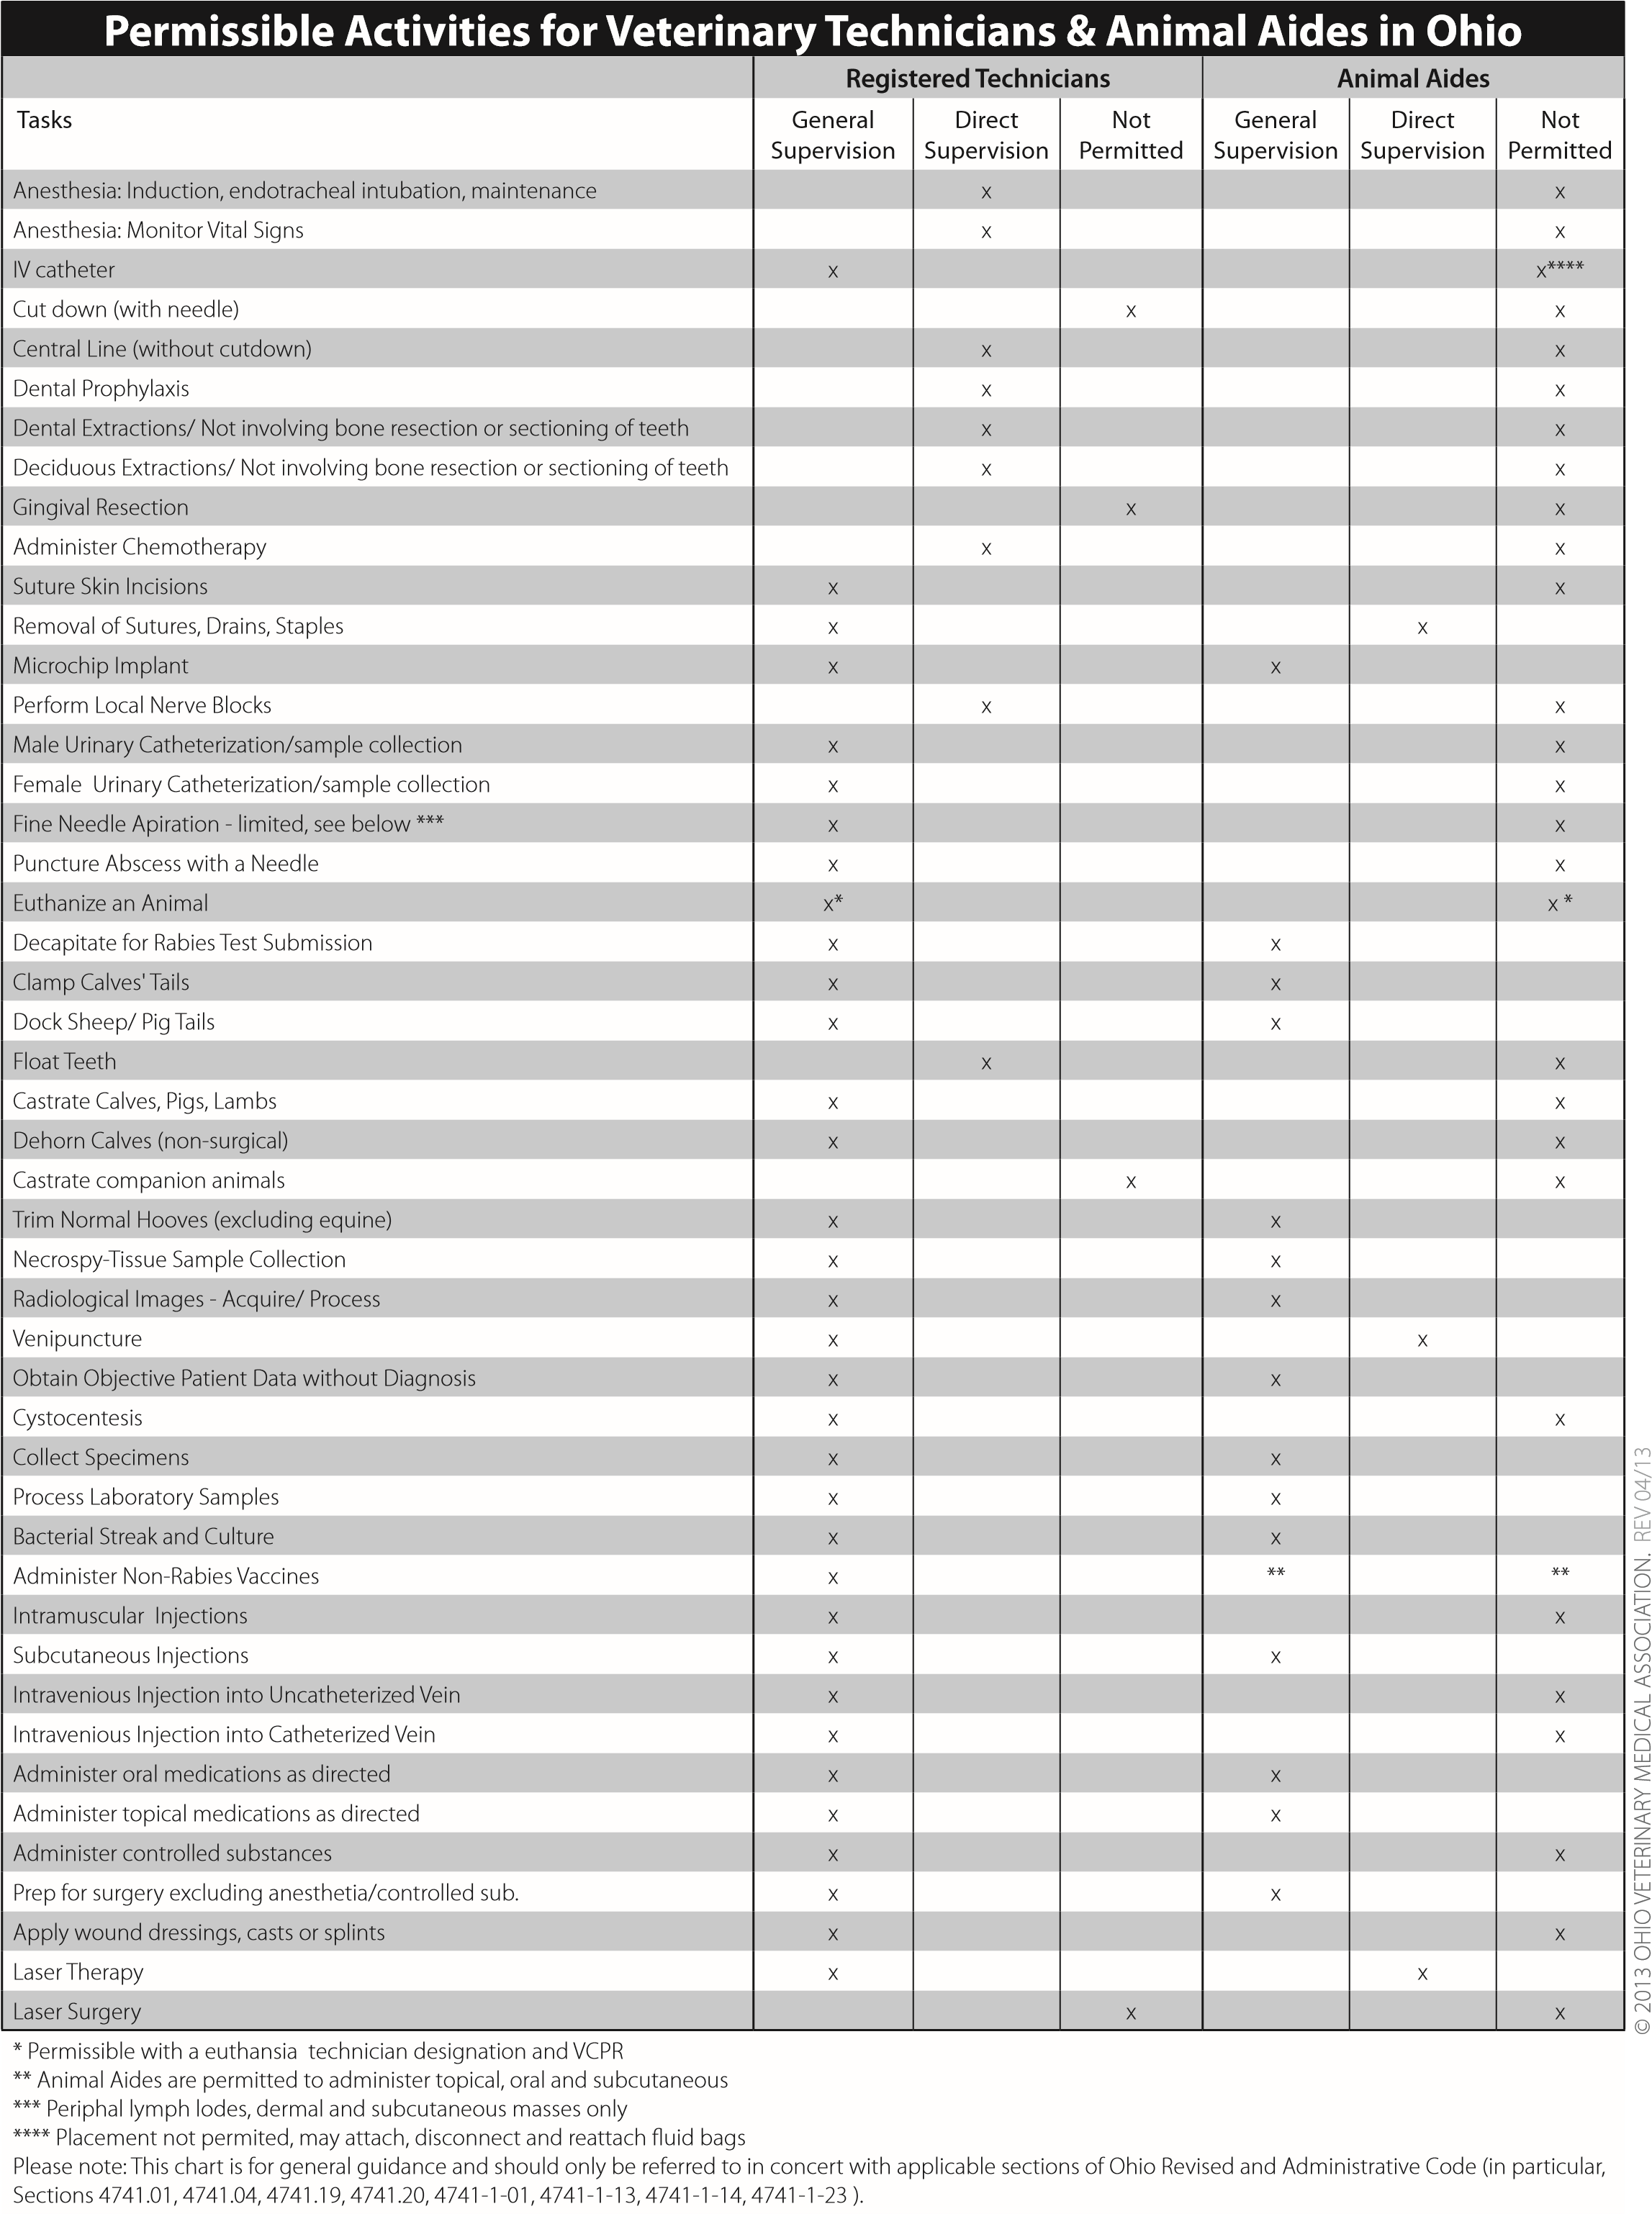 Permissible Activities for Veterinary Technicians & Animal Aides in Ohio
Registered Technicians Animal Aides
Tasks General Supervision Direct Supervision Not Permitted General Supervision Direct Supervision Not Permitted
Anesthesia: Induction, endotracheal intubation, maintenance x x
Anesthesia: Monitor Vital Signs x x
IV catheter x x****
Cut down (with needle) x x
Central Line (without cutdown) x x
Dental Prophylaxis x x
Dental Extractions/ Not involving bone resection or sectioning of teeth x x
Deciduous Extractions/ Not involving bone resection or sectioning of teeth x x
Gingival Resection x x
Administer Chemotherapy x x
Suture Skin Incisions x x
Removal of Sutures, Drains, Staples x x
Microchip Implant x x
Perform Local Nerve Blocks x x
Male Urinary Catheterization/sample collection x x
Female Urinary Catheterization/sample collection x x
Fine Needle Apiration - limited, see below *** x x
Puncture Abscess with a Needle x x
Euthanize an Animal x* x *
Decapitate for Rabies Test Submission x x
Clamp Calves' Tails x x
Dock Sheep/ Pig Tails x x
Float Teeth x x
Castrate Calves, Pigs, Lambs x x
Dehorn Calves (non-surgical) x x
Castrate companion animals x x
Trim Normal Hooves (excluding equine) x x
Necrospy-Tissue Sample Collection x x
Radiological Images - Acquire/ Process x x
Venipuncture x x
Obtain Objective Patient Data without Diagnosis x x
Cystocentesis x x
Collect Specimens x x
Process Laboratory Samples x x
Bacterial Streak and Culture x x
Administer Non-Rabies Vaccines x ** **
Intramuscular Injections x x
Subcutaneous Injections x x
Intravenious Injection into Uncatheterized Vein x x
Intravenious Injection into Catheterized Vein x x
Administer oral medications as directed x x
Administer topical medications as directed x x
Administer controlled substances x x
Prep for surgery excluding anesthetia/controlled sub. x x
Apply wound dressings, casts or splints x x
Laser Therapy x x
Laser Surgery x x
* Permissible with a euthansia technician designation and VCPR
** Animal Aides are permitted to administer topical, oral and subcutaneous
*** Periphal lymph lodes, dermal and subcutaneous masses only
**** Placement not permited, may attach, disconnect and reattach fluid bags
Please note: This chart is for general guidance and should only be referred to in concert with applicable sections of Ohio Revised and Administrative Code (in particular,
Sections 4741.01, 4741.04, 4741.19, 4741.20, 4741-1-01, 4741-1-13, 4741-1-14, 4741-1-23 ).
© 2013 OHIO VETERINARY MEDICAL ASSOCIATION. REV 04/13